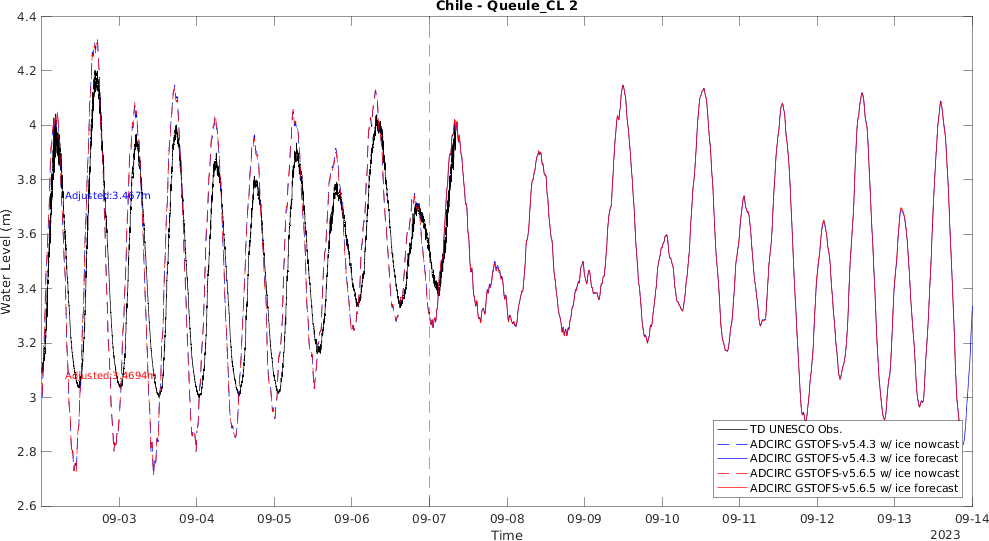 Chile - Queule_CL 2
4.4
4.2
4
3.8
3.6
3.4
3.2
3
2.8
2.6
Water Level (m)
Adjusted:3.467m
Adjusted:3.4694m
TD UNESCO Obs.
ADCIRC GSTOFS-v5.4.3 w/ ice nowcast
ADCIRC GSTOFS-v5.4.3 w/ ice forecast
ADCIRC GSTOFS-v5.6.5 w/ ice nowcast
ADCIRC GSTOFS-v5.6.5 w/ ice forecast
09-03 09-04 09-05 09-06 09-07 09-08 09-09 09-10 09-11 09-12 09-13 09-14
Time
2023